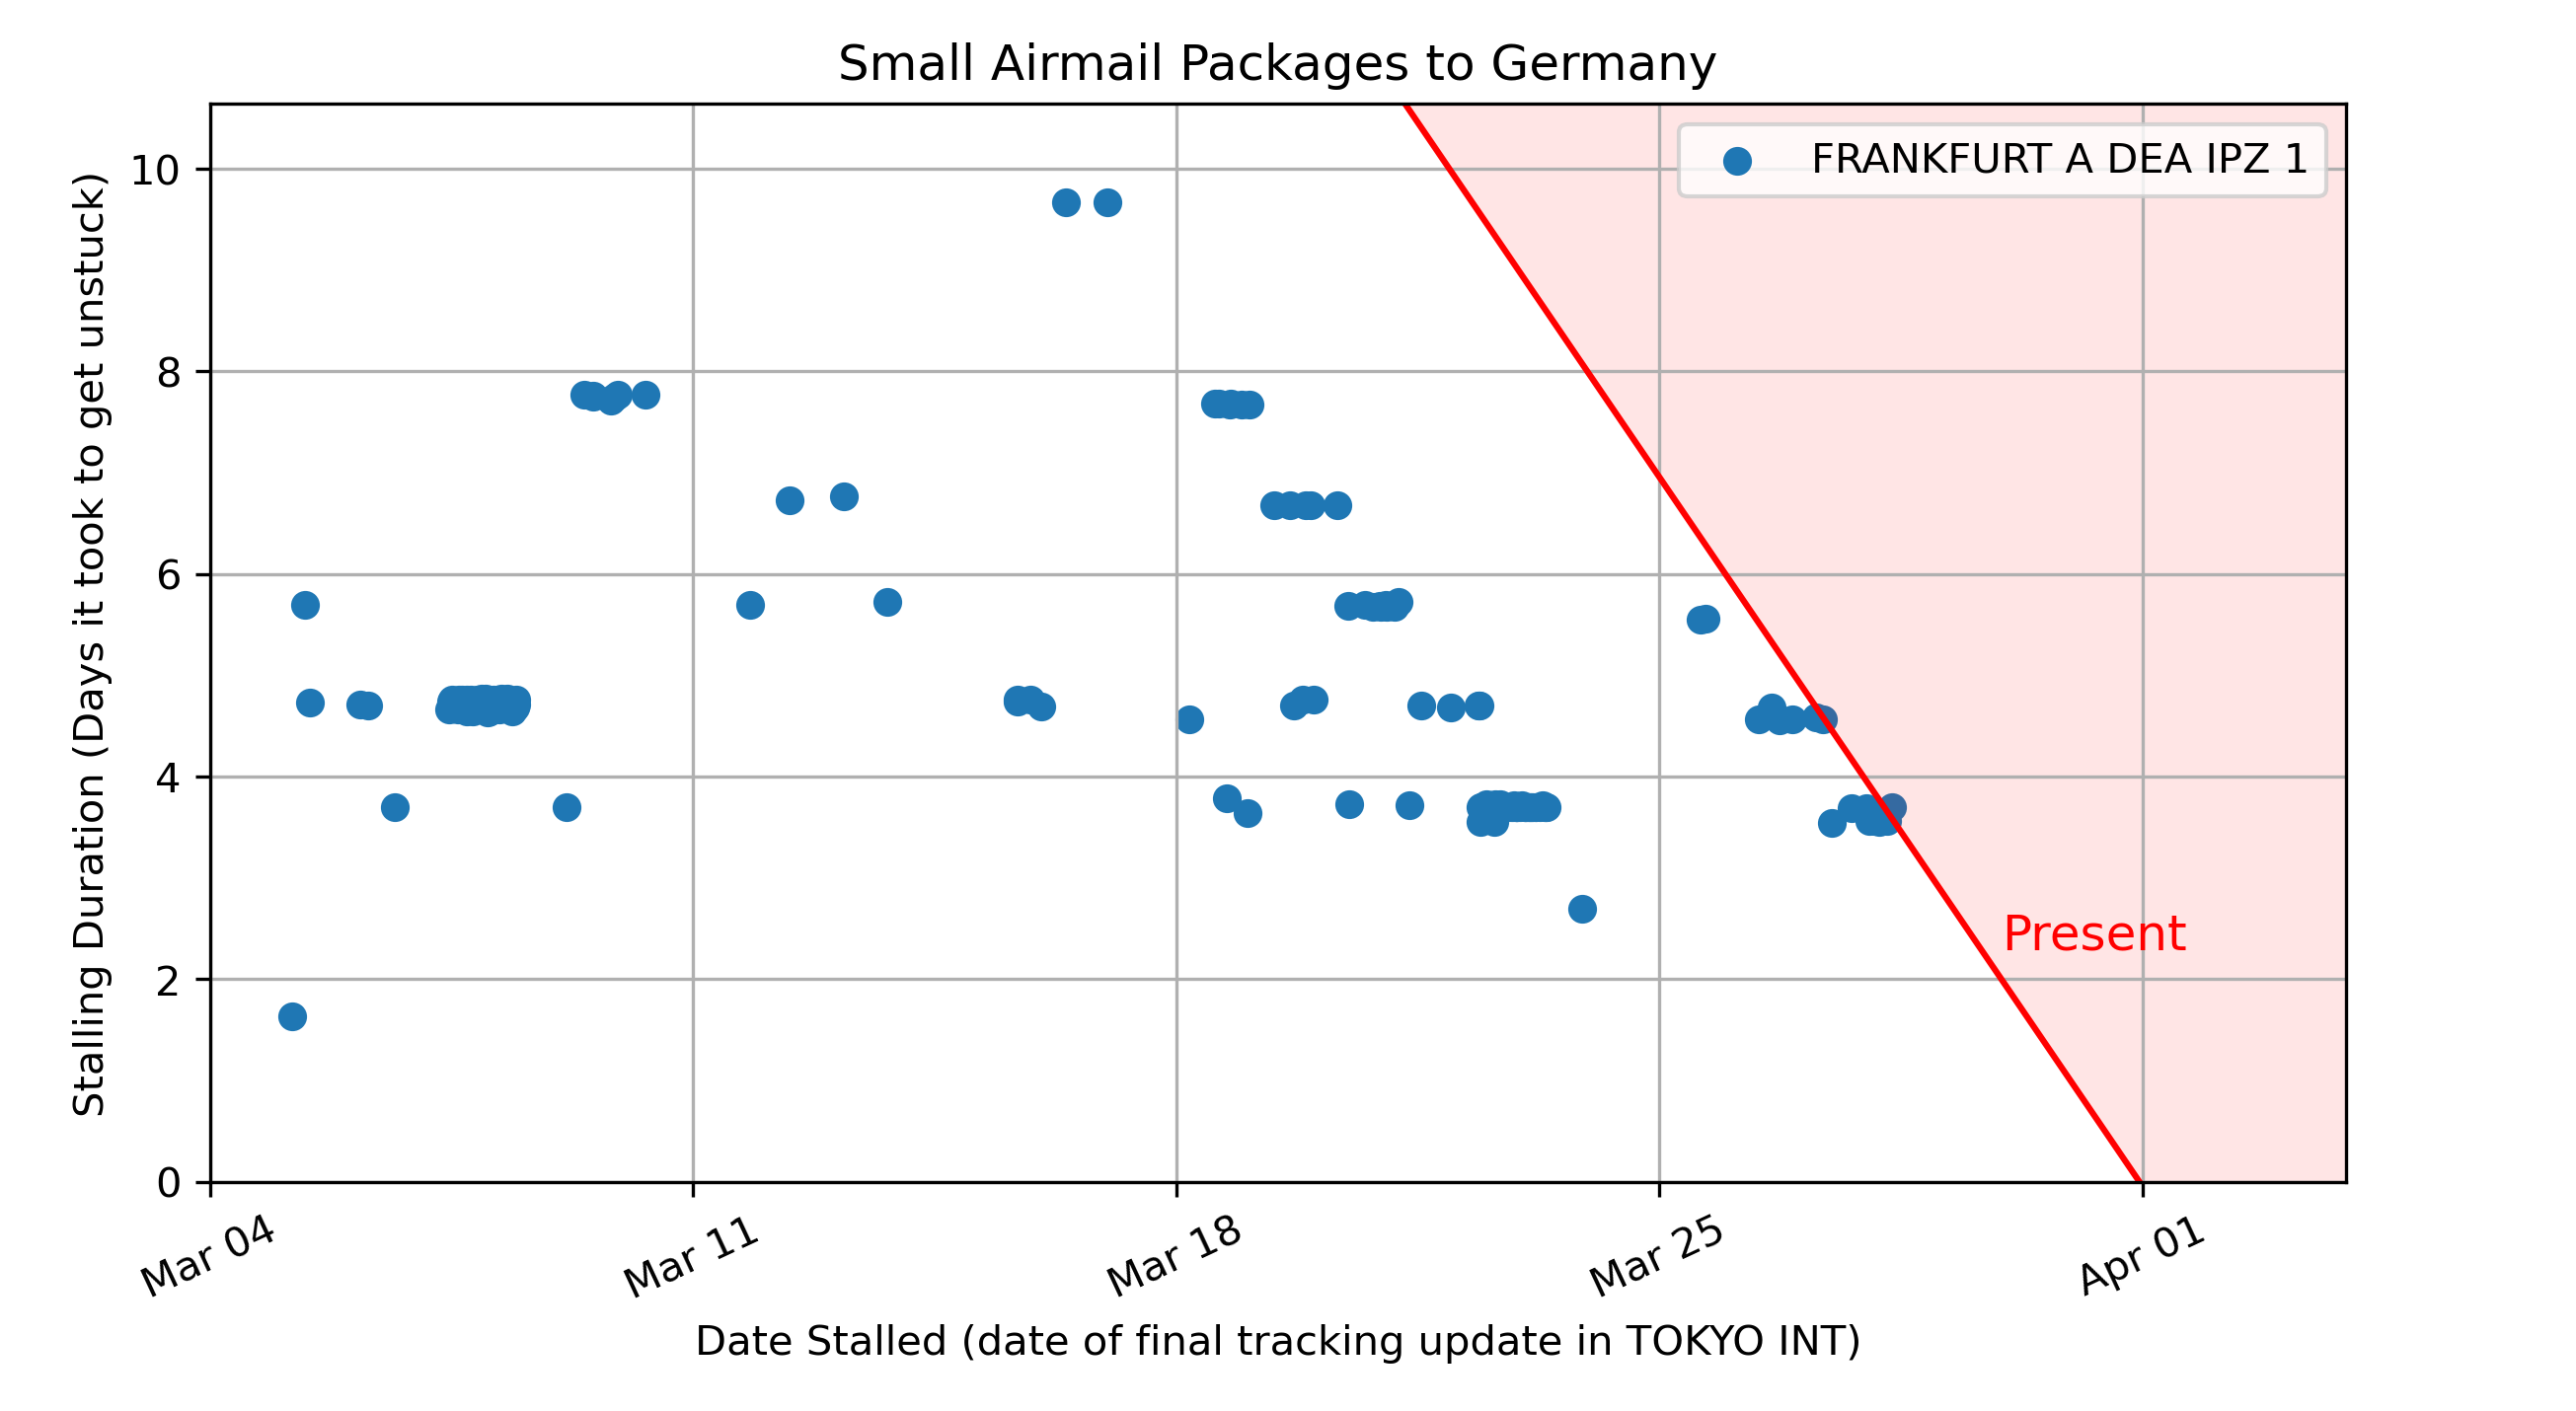 Small Airmail Packages to Germany
FRANKFURT A DEA IPZ 1
Stalling Duration (Days it took to get unstuck)
10
8
6
4
2
0
Present
Mar 04
Mar 11
Mar 18
Mar 25
Apr 01
Date Stalled (date of final tracking update in TOKYO INT)